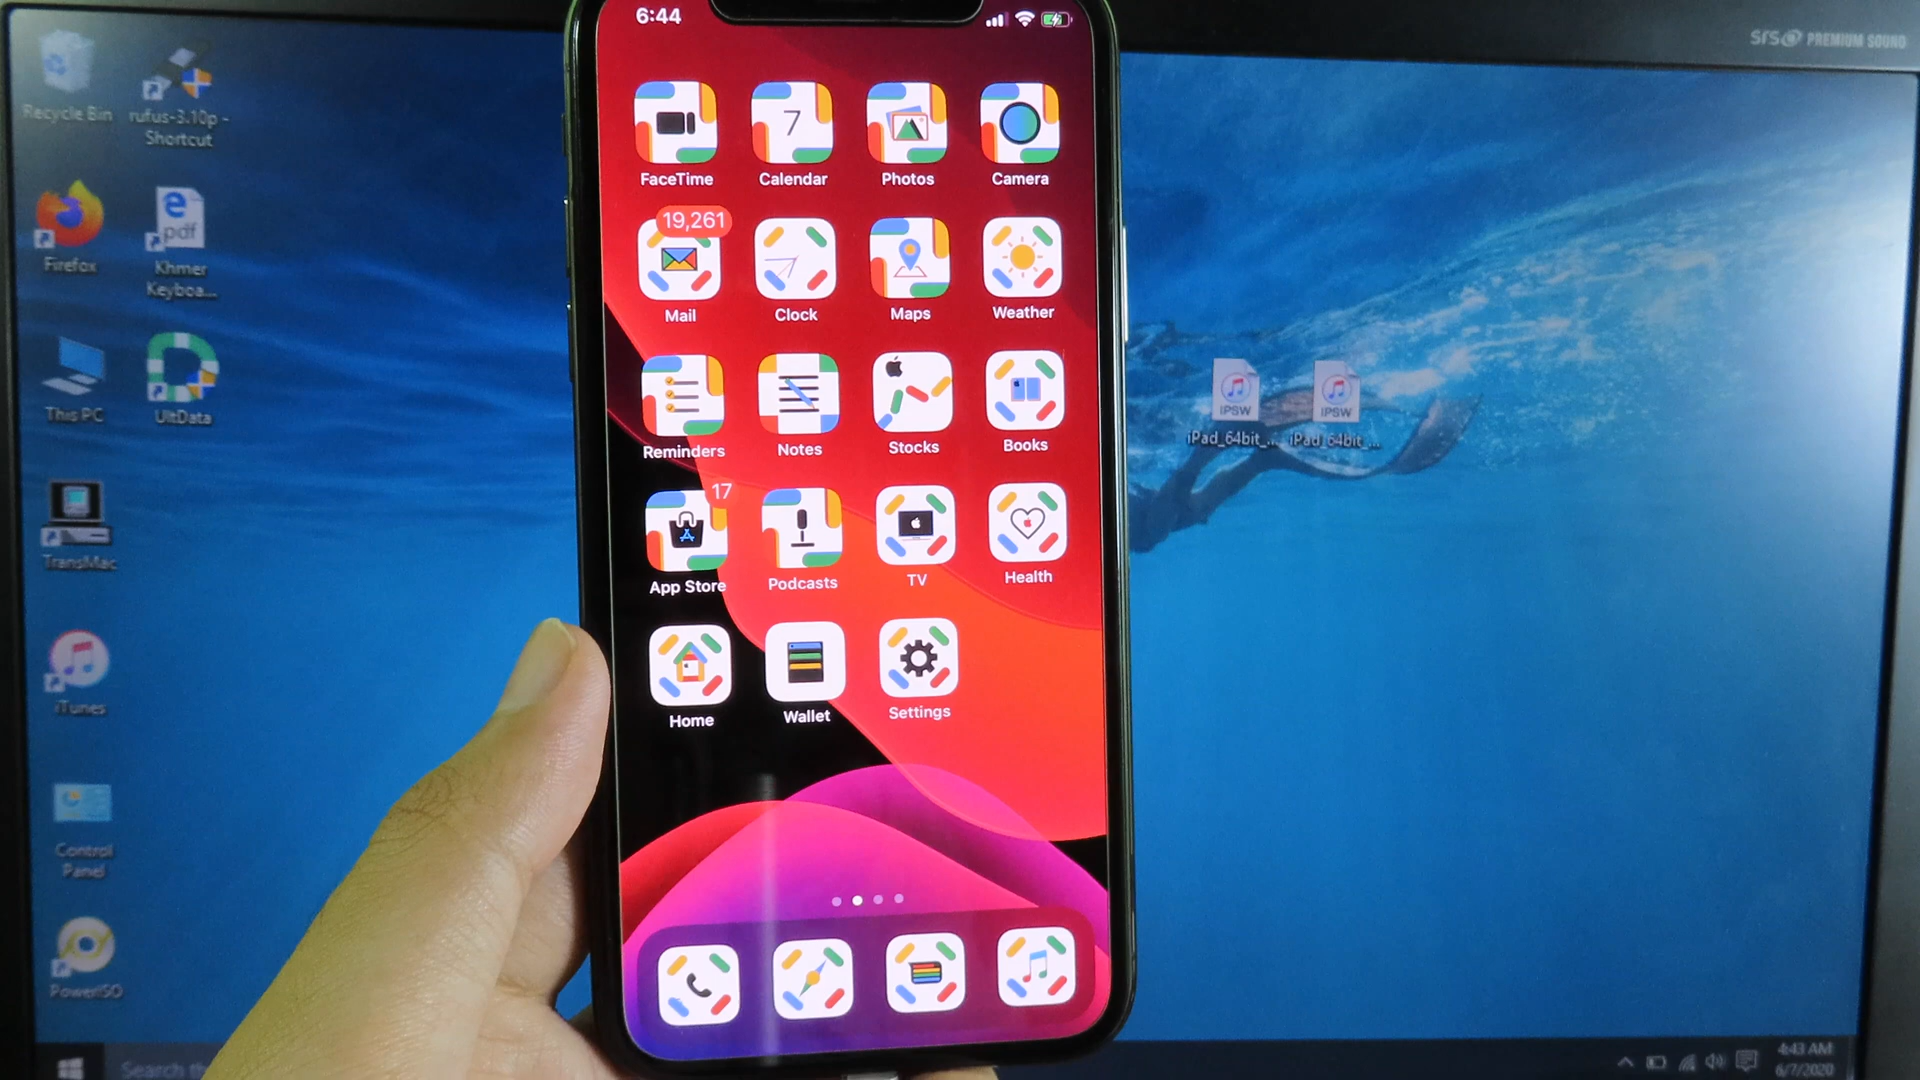 6:44
SRS PREMIUM SOUND
Recycle Bin
rufus-3.10p -
Shortcut
Firefox
pdf
Khmer
Keyboa...
This PC
UltData
TransMac
iTunes
Control
Panel
PowerISO
FaceTime
7
Calendar
Photos
Camera
19,261
Mail
Clock
Maps
Weather
Reminders
Notes
Stocks
Books
17
App Store
Podcasts
TV
Health
Home
Wallet
Settings
IPSW
iPad_64bit_...
IPSW
iPad_64bit_...
Search th
4:43 AM
6/7/2020